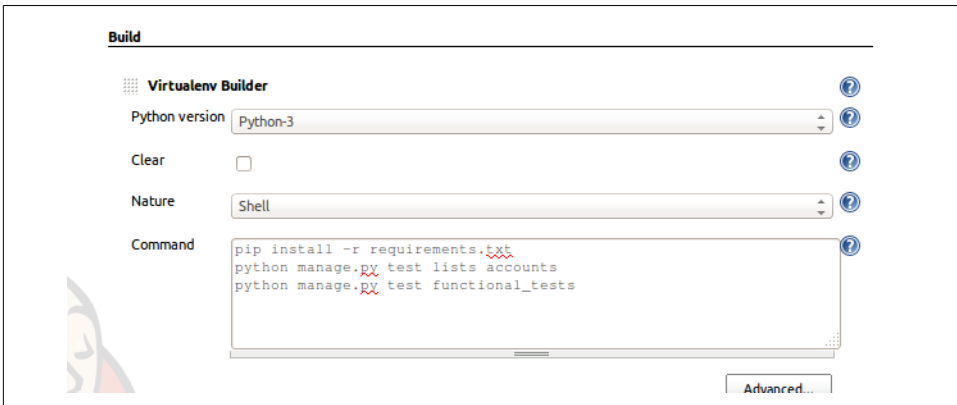 Build
Virtualenv Builder
Python version
Python-3
Clear
Nature
Shell
Command
pip install -r requirements.txt
python manage.py test lists accounts
python manage.py test functional_tests
Advanced...